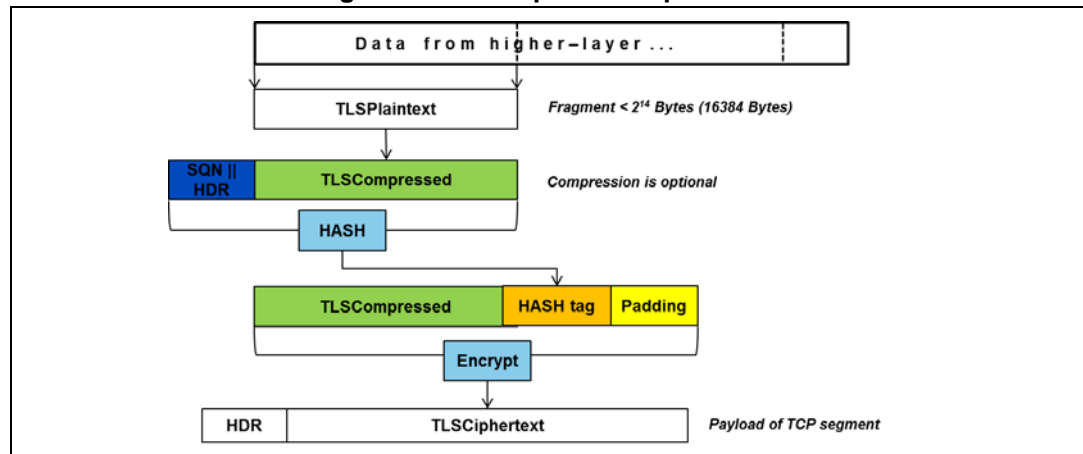 Data from higher–layer ...
TLSPlaintext
Fragment < 2¹⁴ Bytes (16384 Bytes)
SQN ||
HDR
TLSCompressed
Compression is optional
HASH
TLSCompressed
HASH tag
Padding
Encrypt
HDR
TLSCiphertext
Payload of TCP segment